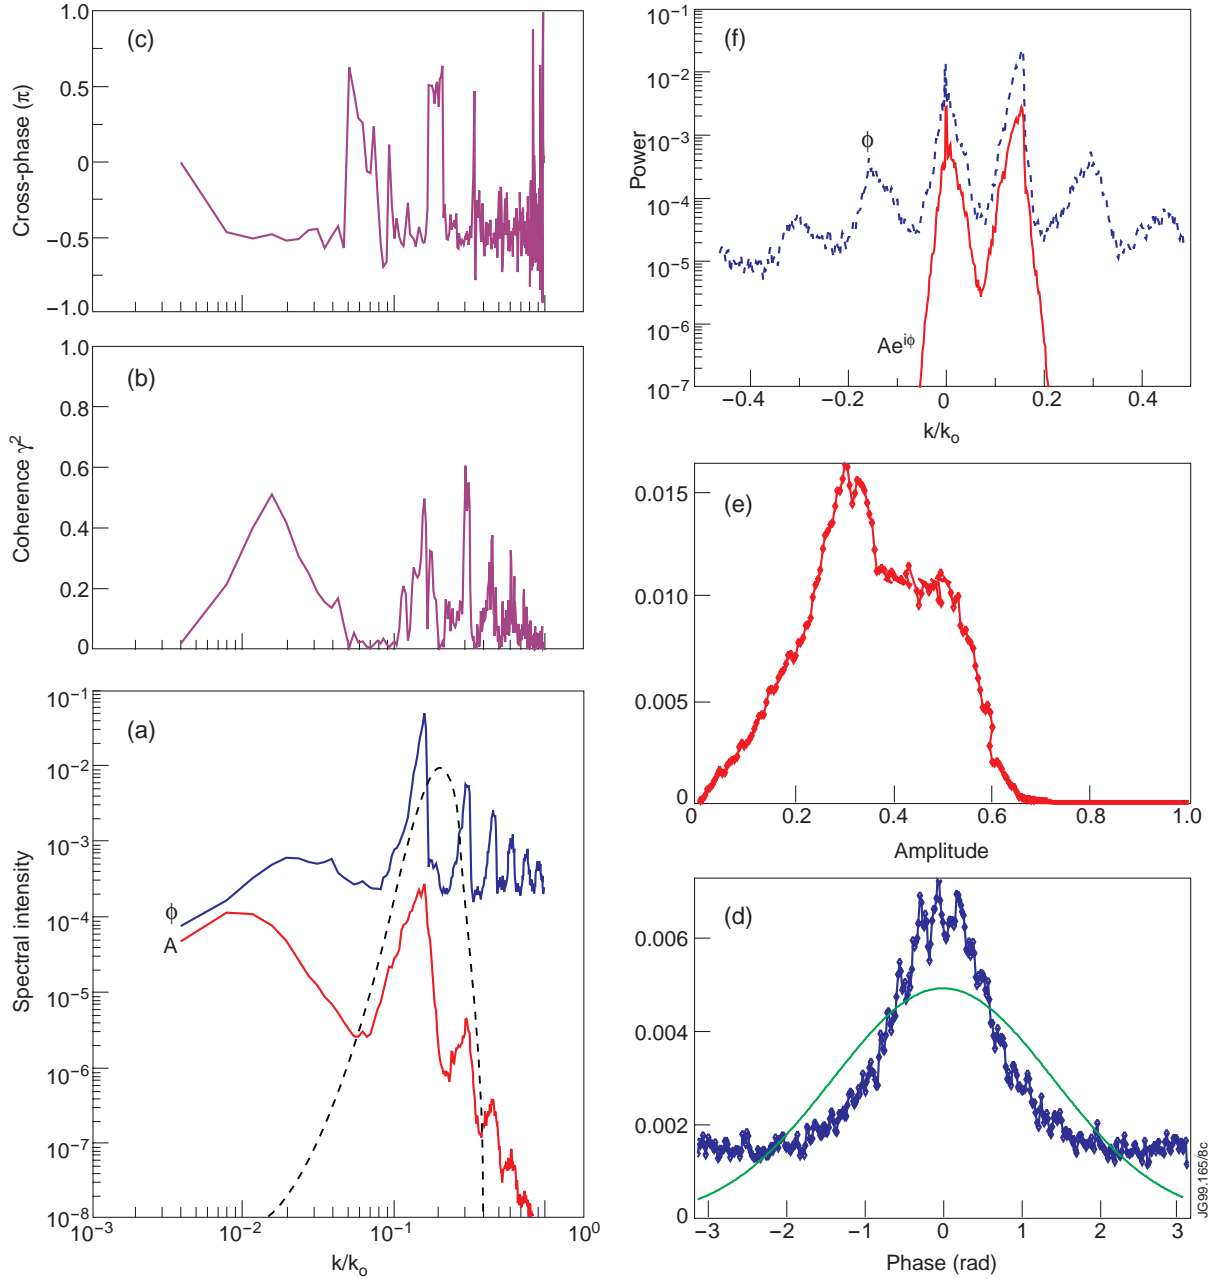 (c)
1.0
0.5
0
−0.5
−1.0
Cross-phase (π)
(b)
1.0
0.8
0.6
0.4
0.2
0
Coherence γ²
(a)
10⁻¹
10⁻²
10⁻³
10⁻⁴
10⁻⁵
10⁻⁶
10⁻⁷
10⁻⁸
Spectral intensity
ϕ
A
10⁻³
10⁻²
10⁻¹
10⁰
k/kₒ
(f)
10⁻¹
10⁻²
10⁻³
10⁻⁴
10⁻⁵
10⁻⁶
10⁻⁷
Power
ϕ
Ae^iϕ
−0.4 −0.2 0 0.2 0.4
k/kₒ
(e)
0.015
0.010
0.005
0
0 0.2 0.4 0.6 0.8 1.0
Amplitude
(d)
0.006
0.004
0.002
0
−3 −2 −1 0 1 2 3
Phase (rad)
JG99.165/8c